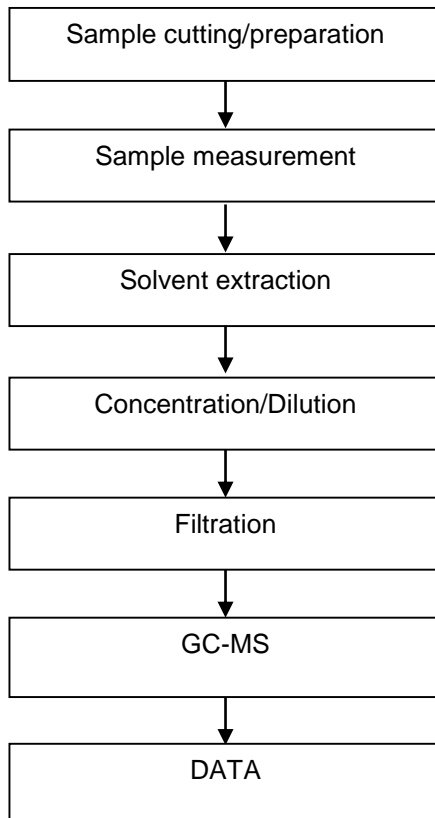 Sample cutting/preparation
Sample measurement
Solvent extraction
Concentration/Dilution
Filtration
GC-MS
DATA